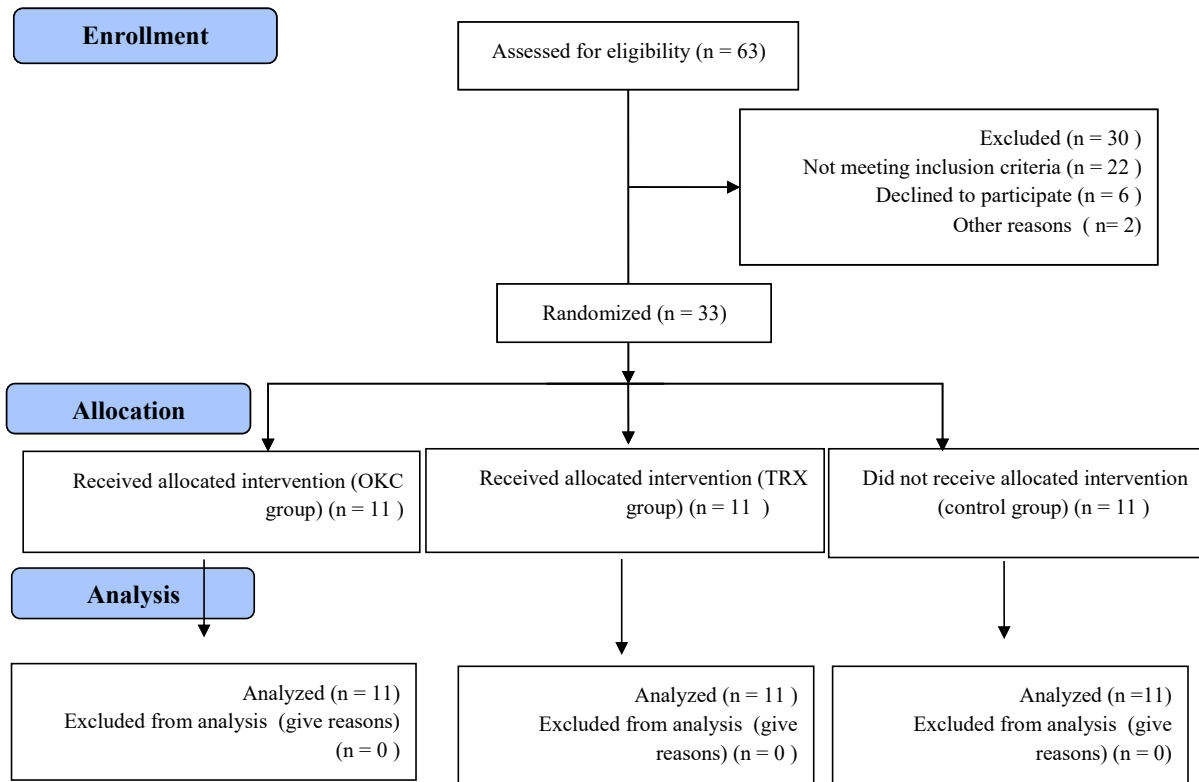 Enrollment
Assessed for eligibility (n = 63)
Excluded (n = 30 )
Not meeting inclusion criteria (n = 22 )
Declined to participate (n = 6 )
Other reasons  ( n= 2)
Randomized (n = 33)
Allocation
Received allocated intervention (OKC
group) (n = 11 )
Received allocated intervention (TRX
group) (n = 11  )
Did not receive allocated intervention
(control group) (n = 11 )
Analysis
Analyzed (n = 11)
Excluded from analysis  (give reasons)
(n = 0 )
Analyzed (n = 11 )
Excluded from analysis  (give
reasons) (n = 0 )
Analyzed (n =11)
Excluded from analysis  (give
reasons) (n = 0)